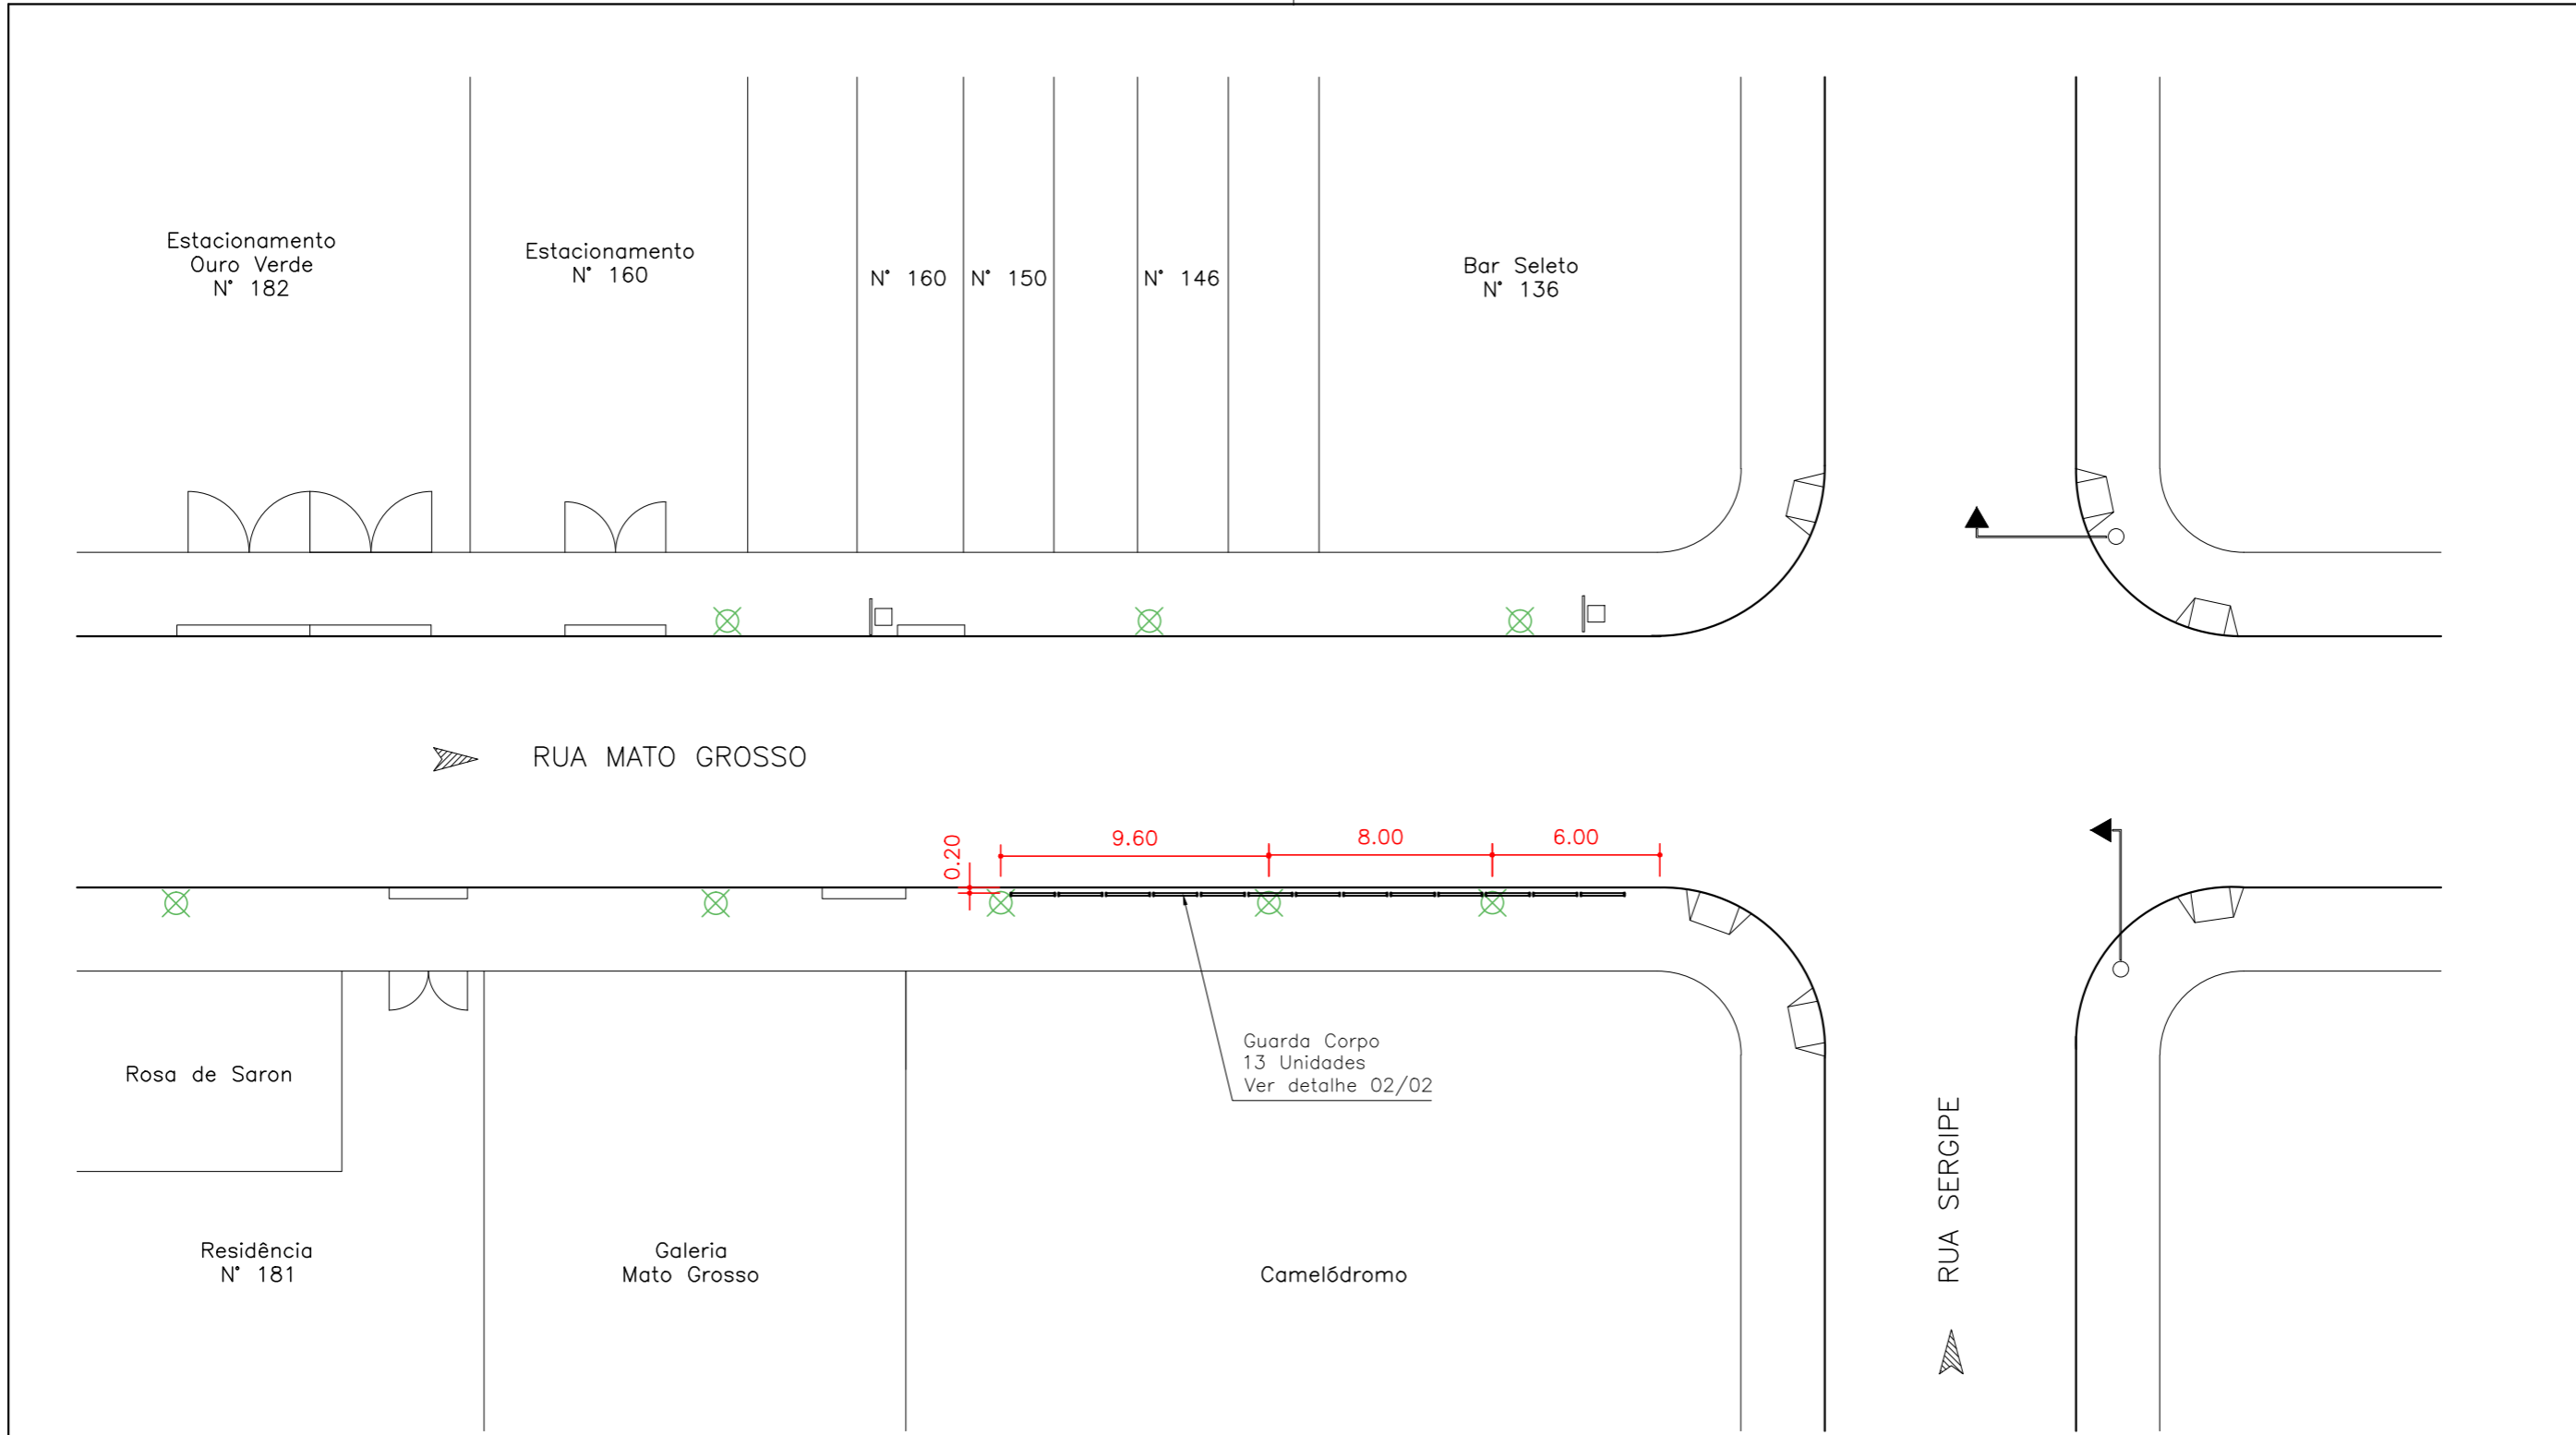 Estacionamento
Ouro Verde
N° 182
Estacionamento
N° 160
N° 160
N° 150
N° 146
Bar Seleto
N° 136
RUA MATO GROSSO
0.20
9.60
8.00
6.00
Guarda Corpo
13 Unidades
Ver detalhe 02/02
Rosa de Saron
Residência
N° 181
Galeria
Mato Grosso
Camelódromo
RUA SERGIPE